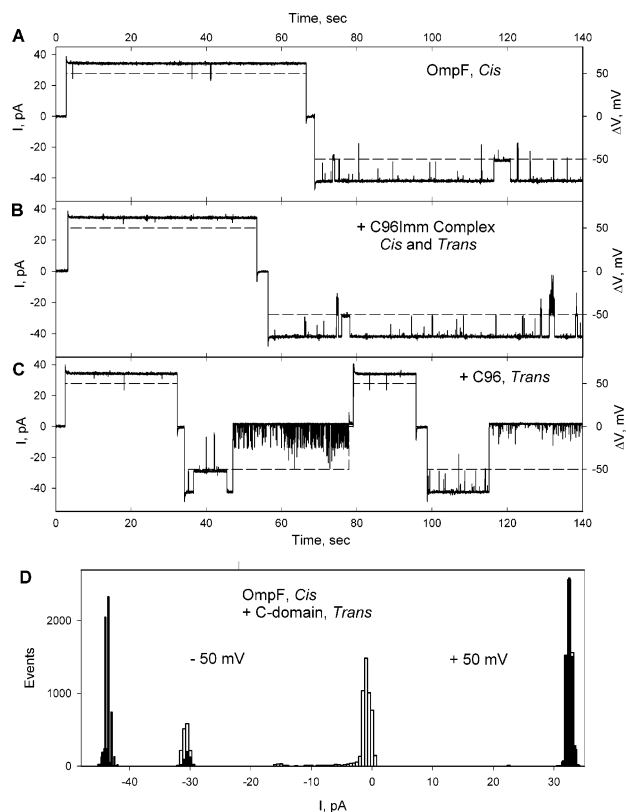 Time, sec
0 20 40 60 80 100 120 140
A
OmpF, Cis
I, pA
40
20
0
-20
-40
50
0
-50
ΔV, mV
B
+ C96Imm Complex
Cis and Trans
I, pA
40
20
0
-20
-40
50
0
-50
ΔV, mV
C
+ C96, Trans
I, pA
40
20
0
-20
-40
50
0
-50
ΔV, mV
0 20 40 60 80 100 120 140
Time, sec
D
OmpF, Cis
+ C-domain, Trans
- 50 mV
+ 50 mV
Events
2000
1000
0
-40 -30 -20 -10 0 10 20 30
I, pA